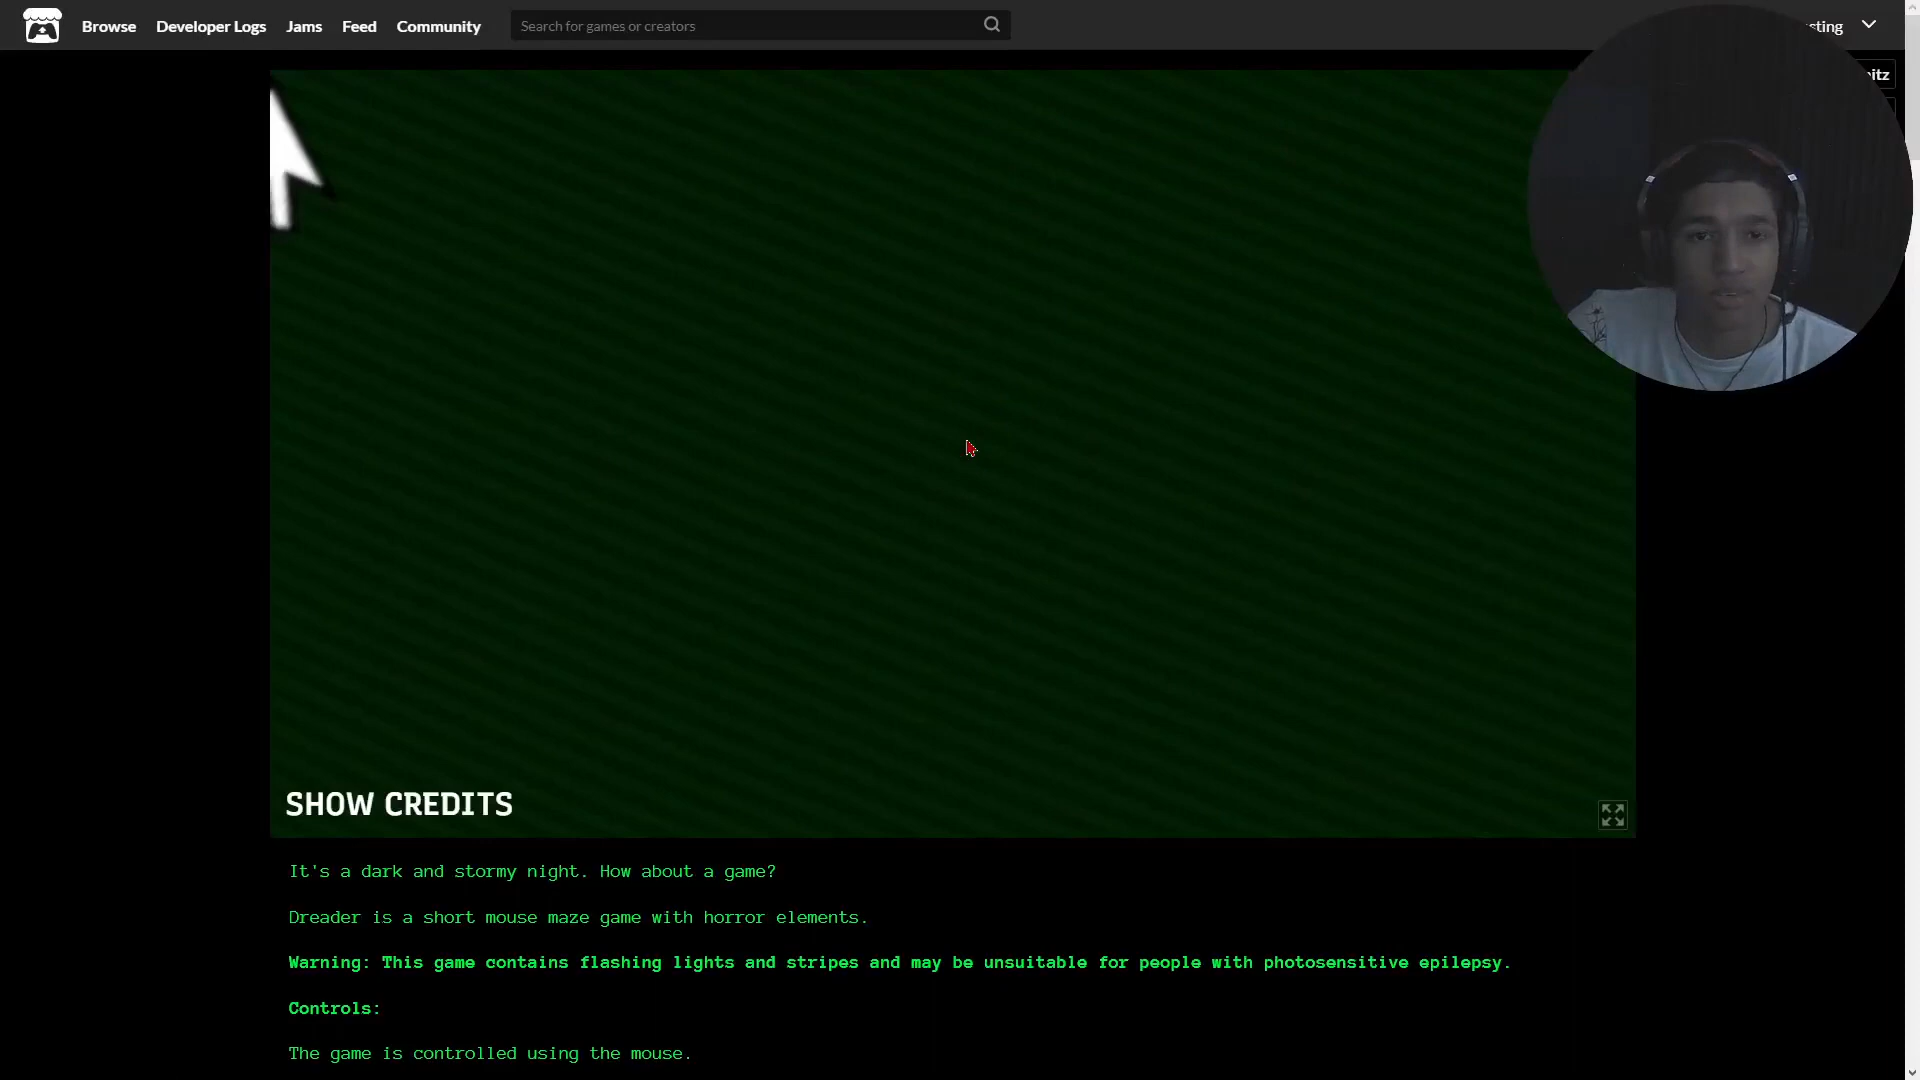 Browse Developer Logs Jams Feed Community Search for games or creators
SHOW CREDITS
It's a dark and stormy night. How about a game?
Dreader is a short mouse maze game with horror elements.
Warning: This game contains flashing lights and stripes and may be unsuitable for people with photosensitive epilepsy.
Controls:
The game is controlled using the mouse.